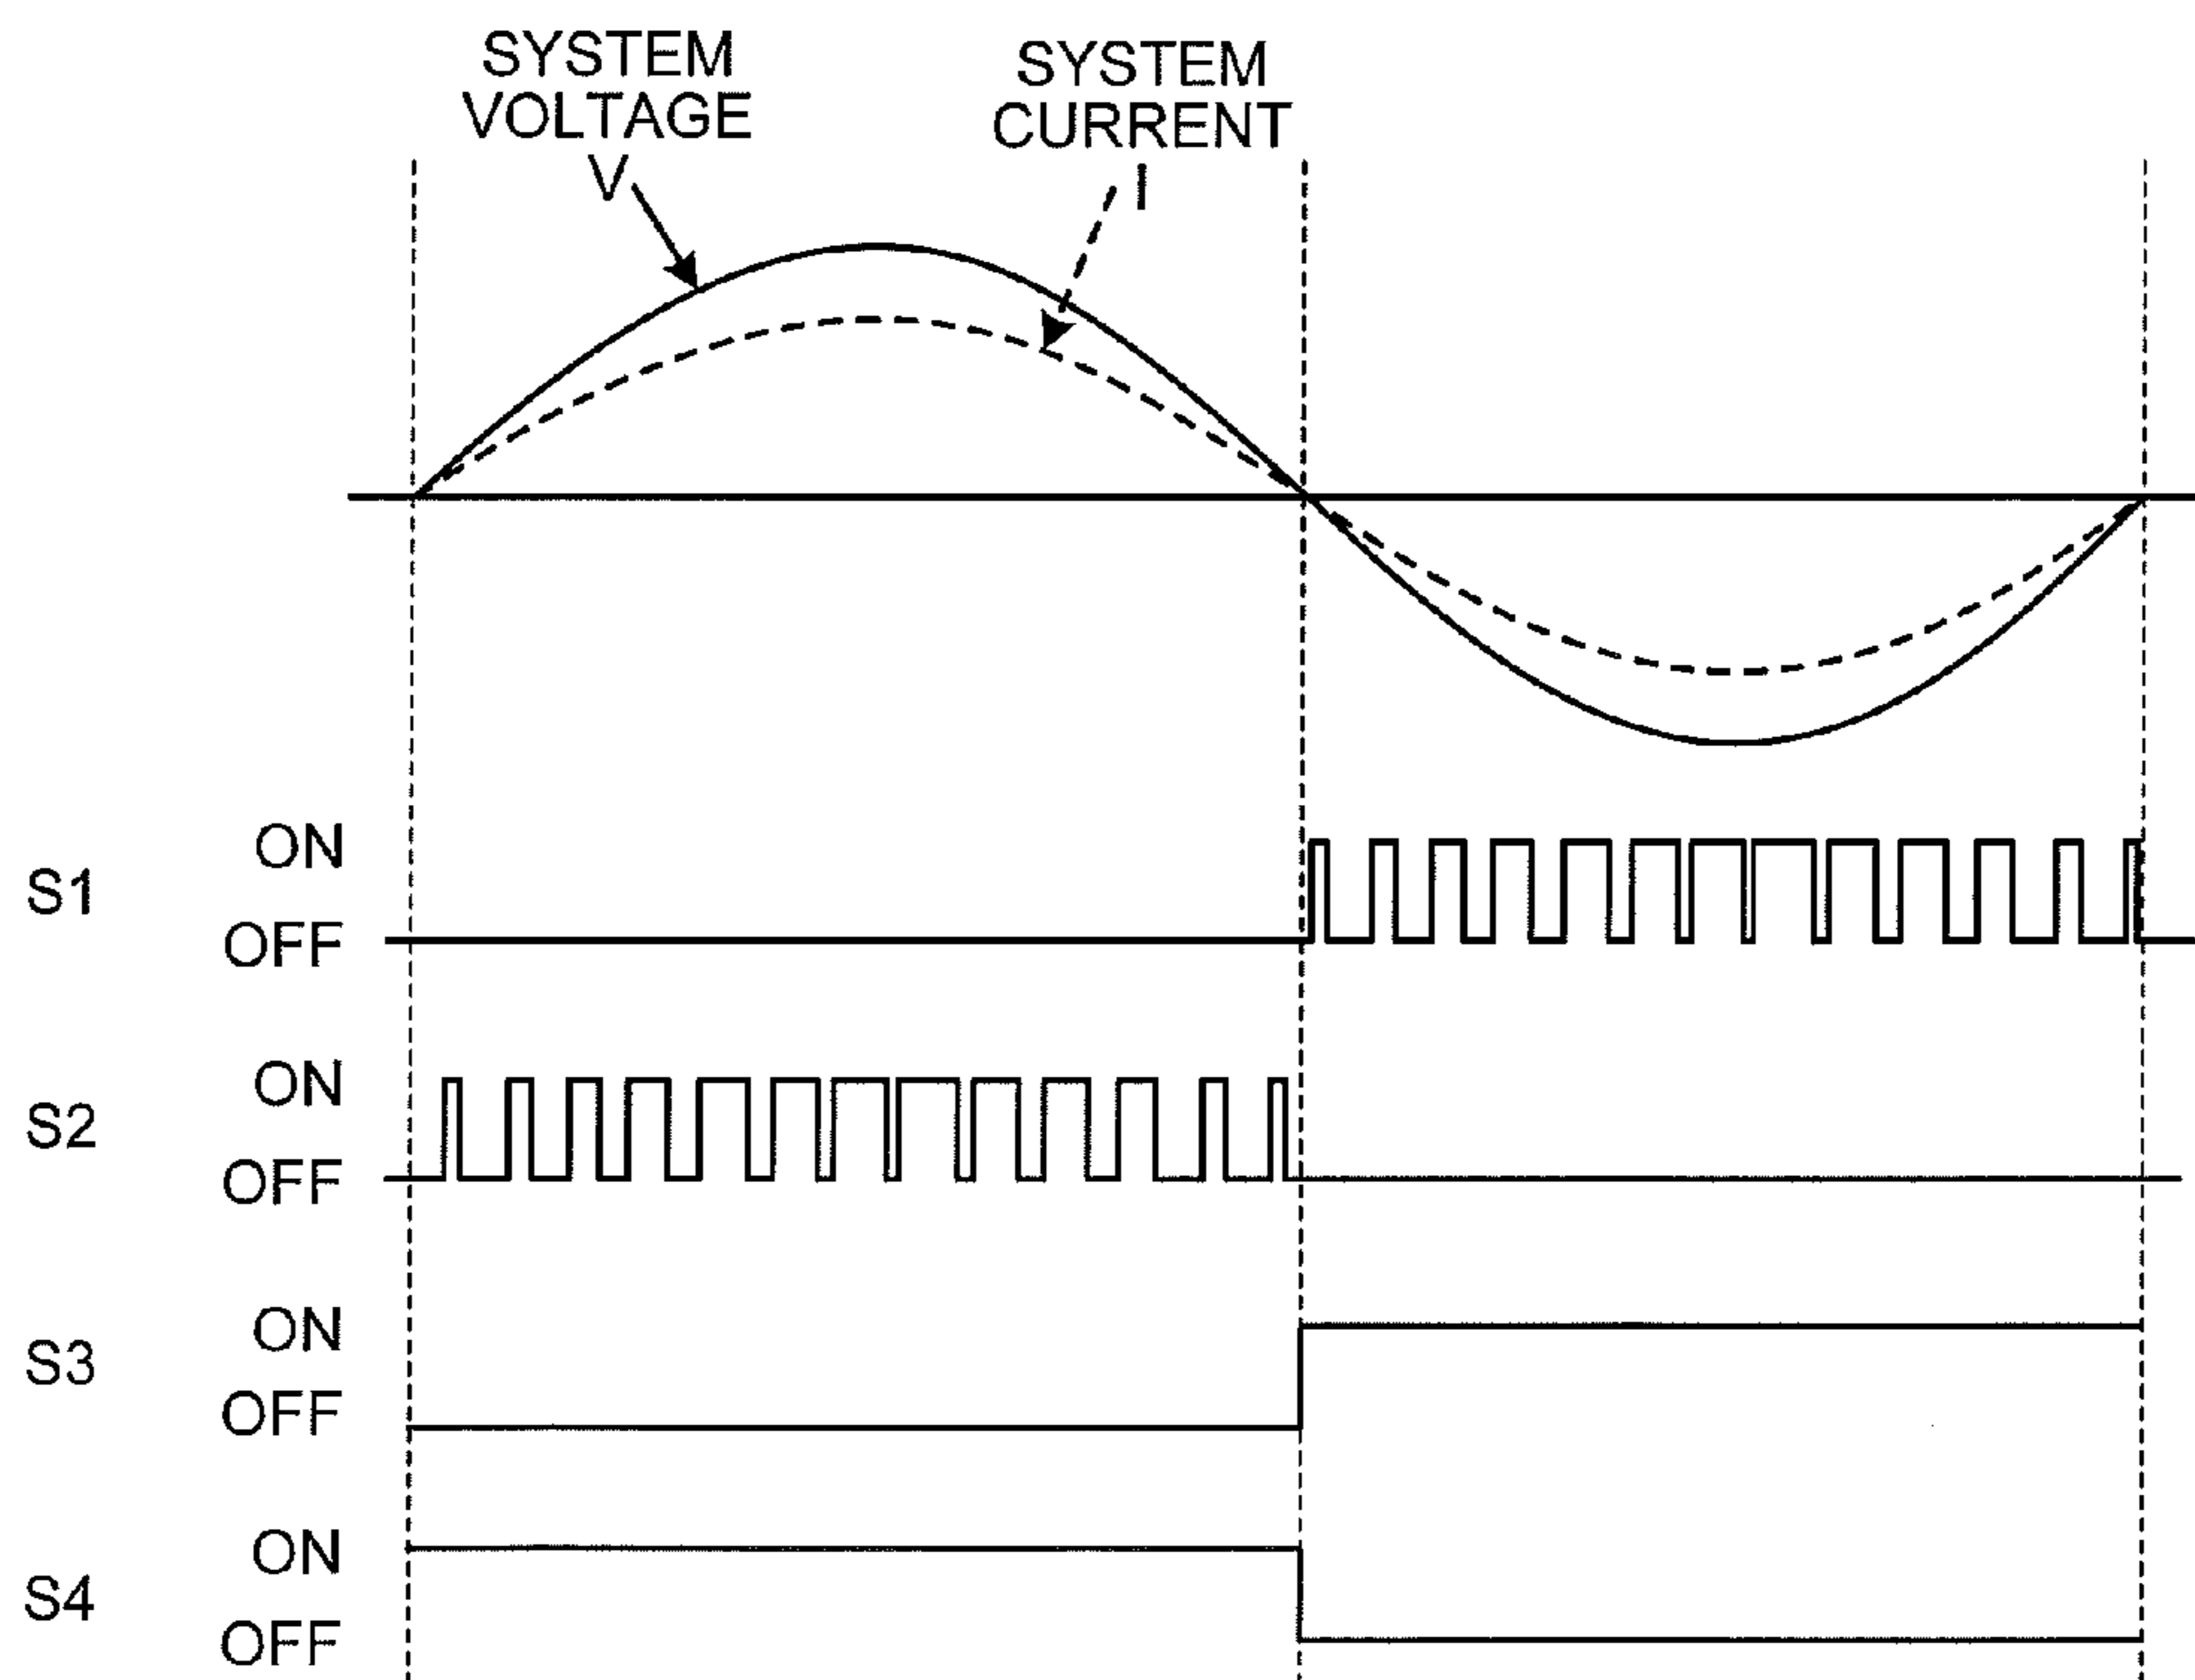 SYSTEM
VOLTAGE
V
SYSTEM
CURRENT
I
ON
S1
OFF
ON
S2
OFF
ON
S3
OFF
ON
S4
OFF